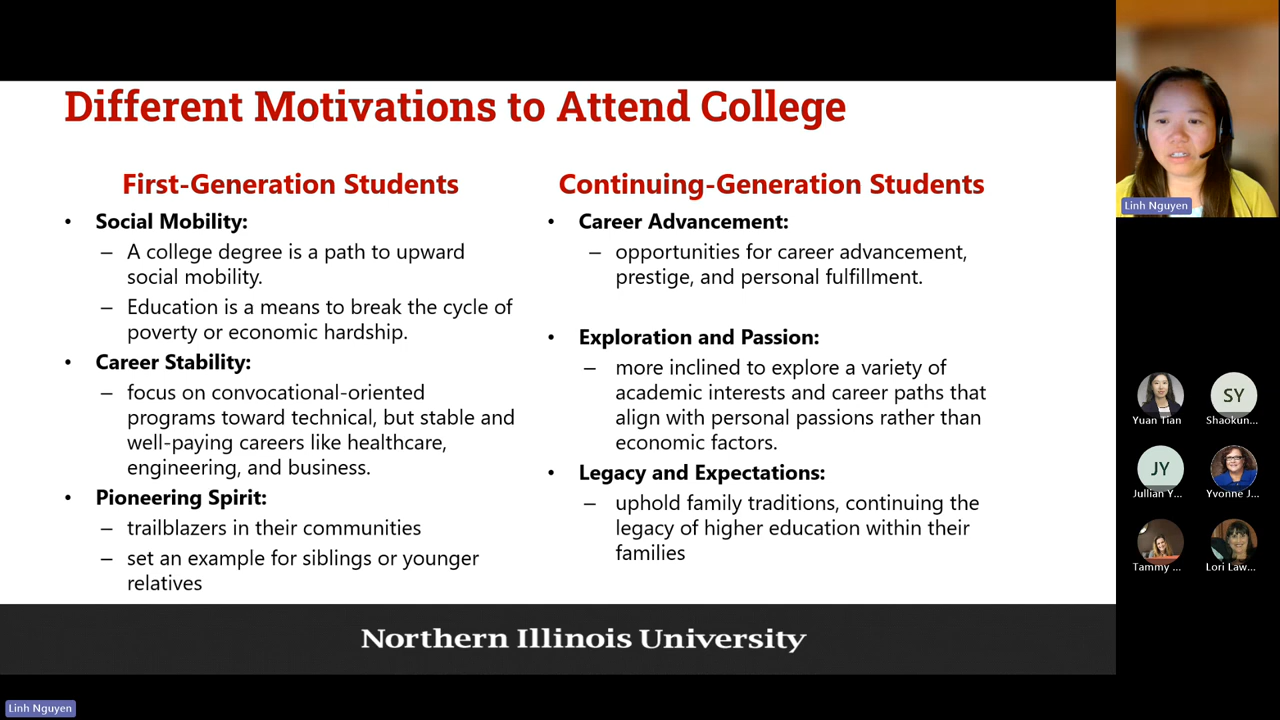 Different Motivations to Attend College
First-Generation Students
• Social Mobility:
– A college degree is a path to upward
social mobility.
– Education is a means to break the cycle of
poverty or economic hardship.
• Career Stability:
– focus on convocational-oriented
programs toward technical, but stable and
well-paying careers like healthcare,
engineering, and business.
• Pioneering Spirit:
– trailblazers in their communities
– set an example for siblings or younger
relatives
Continuing-Generation Students
• Career Advancement:
– opportunities for career advancement,
prestige, and personal fulfillment.
• Exploration and Passion:
– more inclined to explore a variety of
academic interests and career paths that
align with personal passions rather than
economic factors.
• Legacy and Expectations:
– uphold family traditions, continuing the
legacy of higher education within their
families
Northern Illinois University
Linh Nguyen
Yuan Tian
SY
Shaokun...
JY
Jullian Y...
Yvonne J...
Tammy ...
Lori Law...
Linh Nguyen